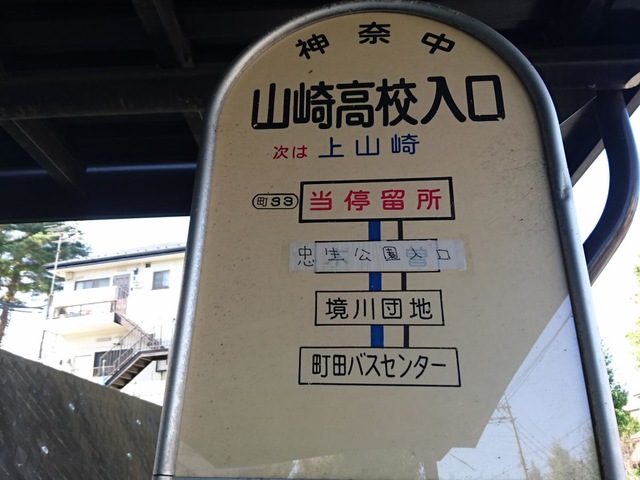 神奈中
山崎高校入口
次は 上山崎
町33 当停留所
忠生公園入口
境川団地
町田バスセンター